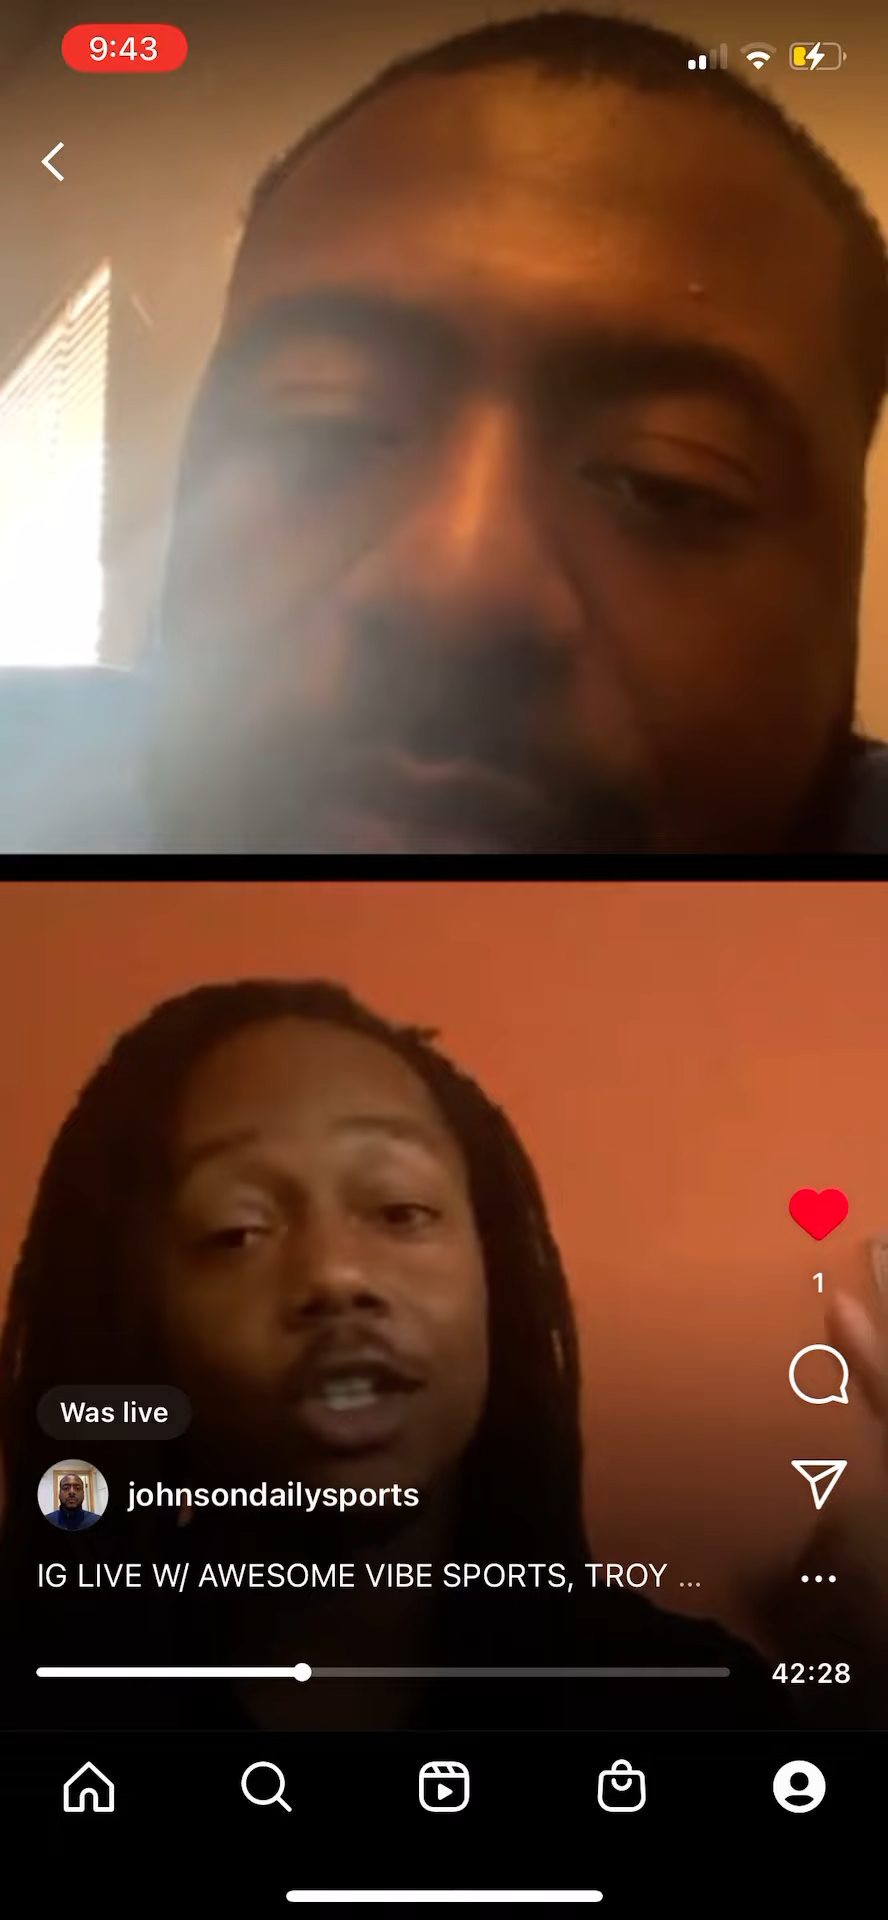 9:43
1
Was live
johnsondailysports
IG LIVE W/ AWESOME VIBE SPORTS, TROY ...
42:28